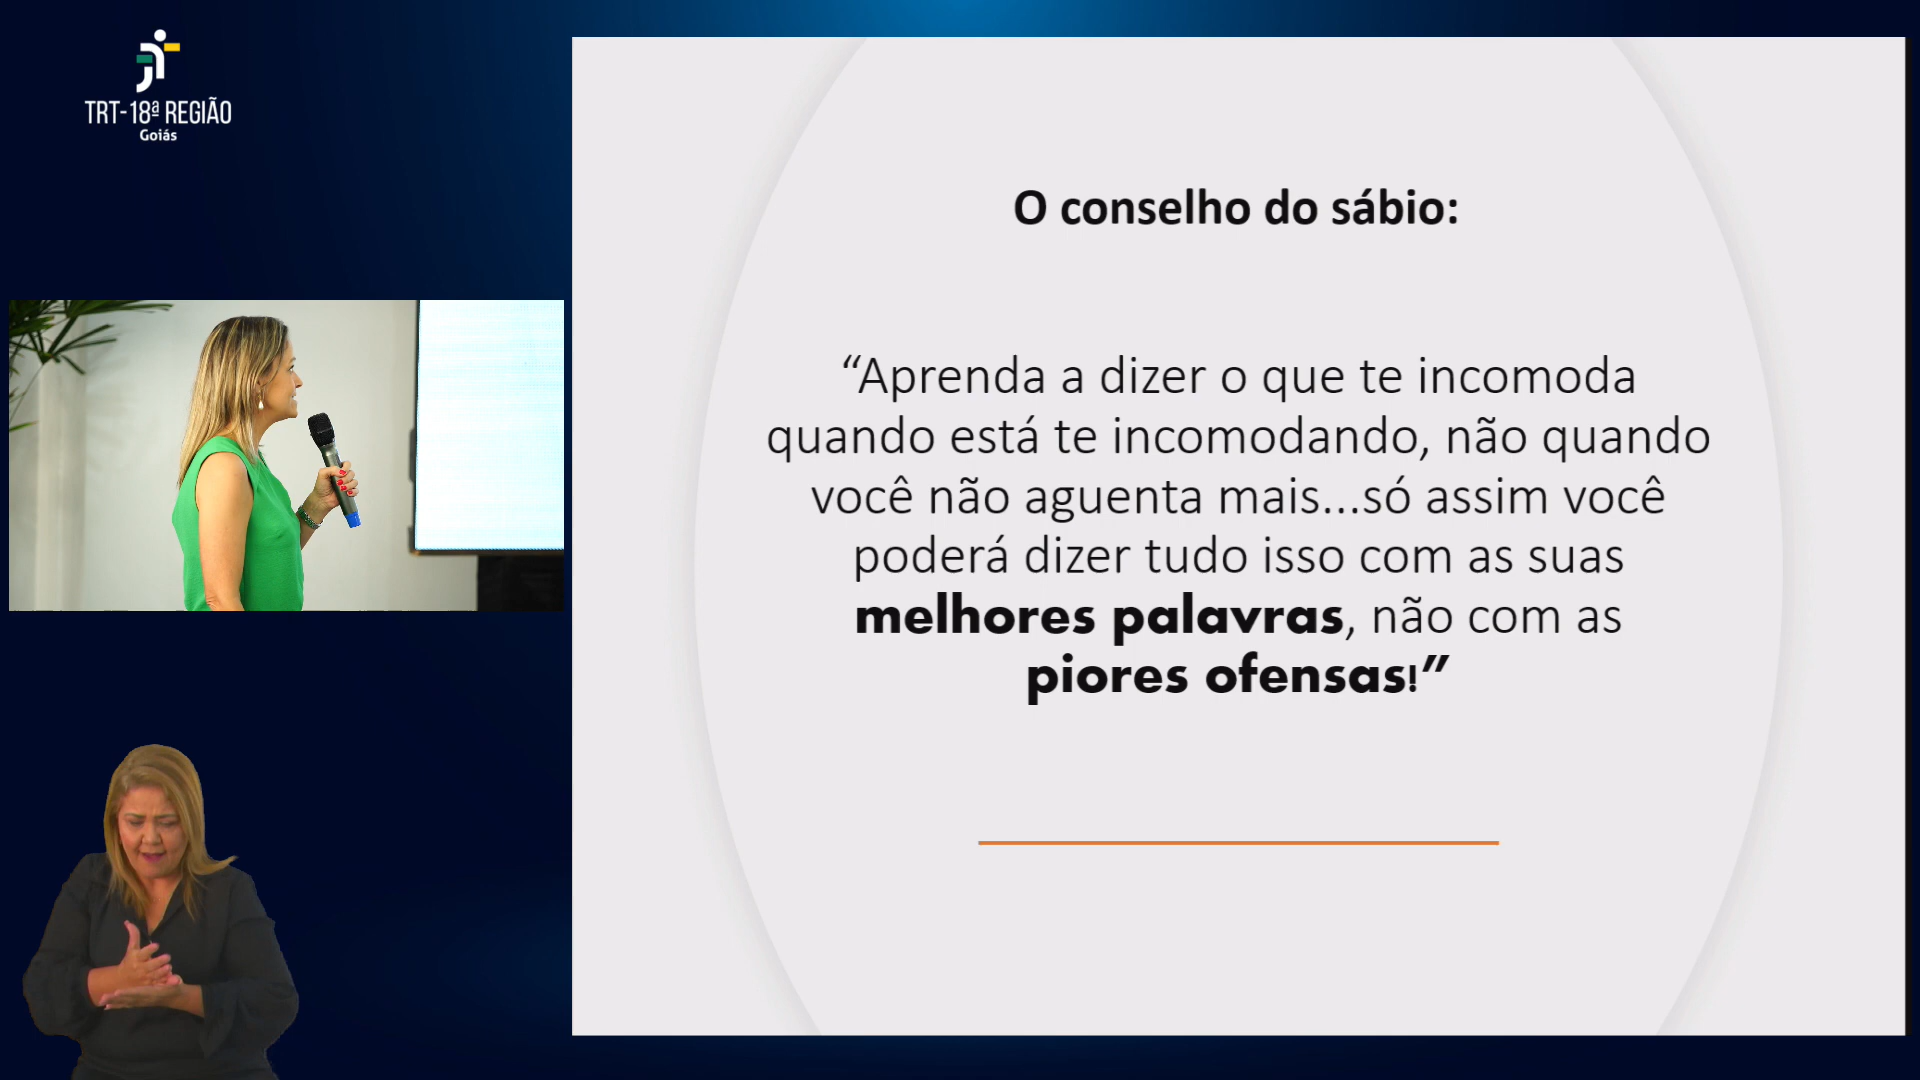 TRT-18ª REGIÃO
Goiás
O conselho do sábio:
“Aprenda a dizer o que te incomoda
quando está te incomodando, não quando
você não aguenta mais...só assim você
poderá dizer tudo isso com as suas
melhores palavras, não com as
piores ofensas!”